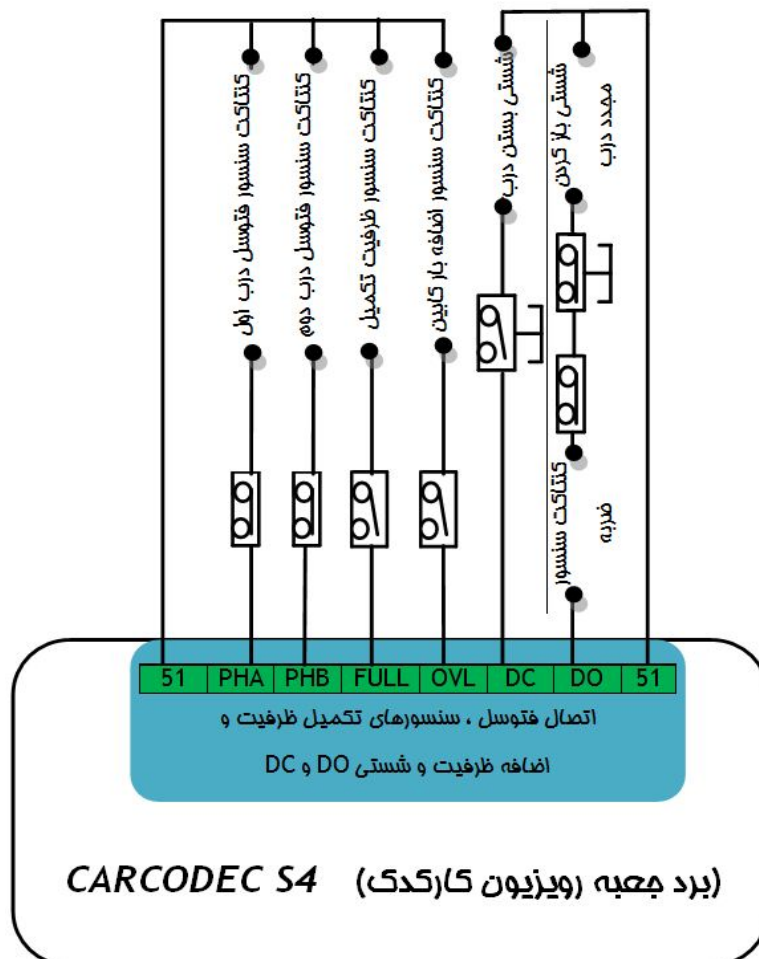 کنتاکت سنسور فتوسل درب اول
کنتاکت سنسور فتوسل درب دوم
کنتاکت سنسور ظرفیت تکمیل
کنتاکت سنسور اضافه بار کابین
شستی بستن درب
شستی باز کردن
مجدد درب
کنتاکت سنسور
ضربه
51 PHA PHB FULL OVL DC DO 51
اتصال فتوسل ، سنسورهای تکمیل ظرفیت و
اضافه ظرفیت و شستی DO و DC
(برد جعبه رویزیون کارکدک) CARCODEC S4